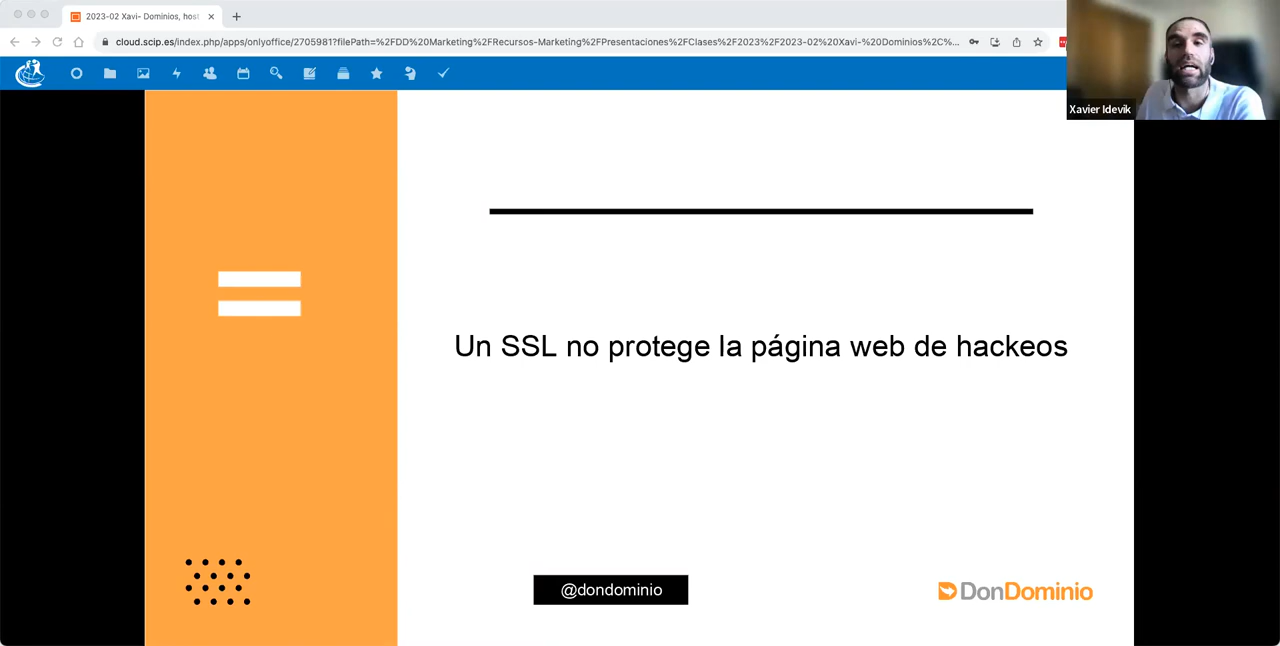 2023-02 Xavi- Dominios, host
cloud.scip.es/index.php/apps/onlyoffice/2705981?filePath=%2FDD%20Marketing%2FRecursos-Marketing%2FPresentaciones%2FClases%2F2023%2F2023-02%20Xavi-%20Dominios%2C%...
Xavier Idevik
Un SSL no protege la página web de hackeos
@dondominio
DonDominio